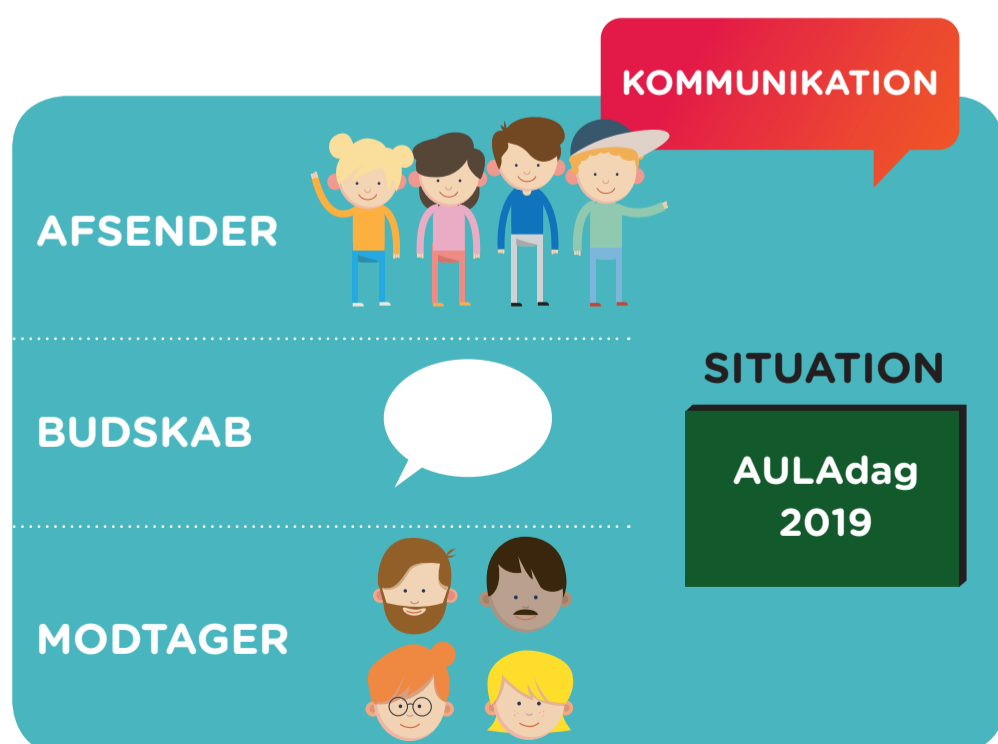 KOMMUNIKATION
AFSENDER
BUDSKAB
MODTAGER
SITUATION
AULAdag
2019